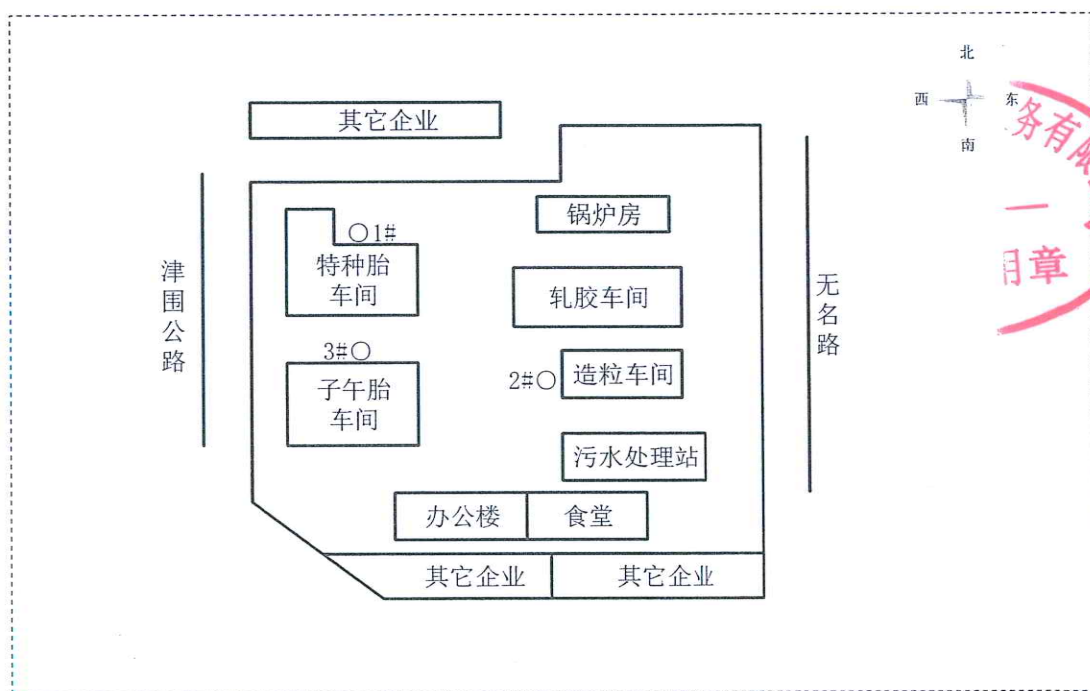 北
西
东
南
务有限
一
用章
其它企业
锅炉房
○1#
特种胎
车间
轧胶车间
津围公路
无名路
3#○
子午胎
车间
2#○
造粒车间
污水处理站
办公楼
食堂
其它企业
其它企业